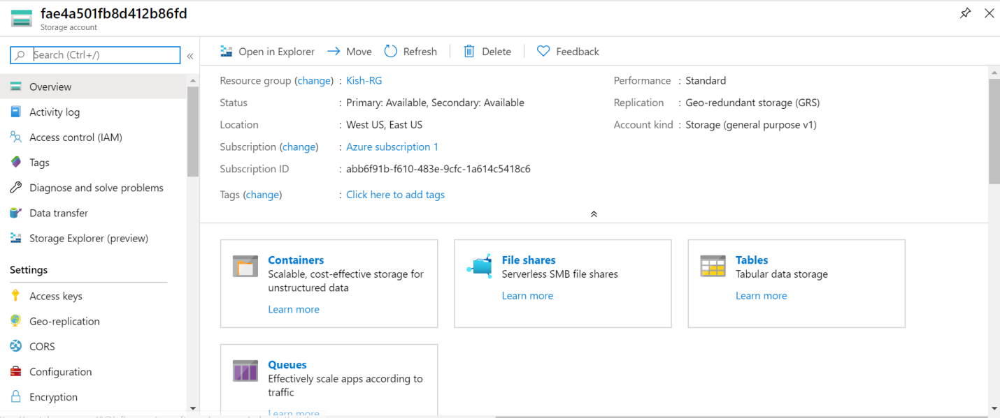 fae4a501fb8d412b86fd
Storage account
Search (Ctrl+/)
«
Overview
Activity log
Access control (IAM)
Tags
Diagnose and solve problems
Data transfer
Storage Explorer (preview)
Settings
Access keys
Geo-replication
CORS
Configuration
Encryption
Open in Explorer Move Refresh Delete Feedback
Resource group (change) : Kish-RG
Status : Primary: Available, Secondary: Available
Location : West US, East US
Subscription (change) : Azure subscription 1
Subscription ID : abb6f91b-f610-483e-9cfc-1a614c5418c6
Tags (change) : Click here to add tags
Performance : Standard
Replication : Geo-redundant storage (GRS)
Account kind : Storage (general purpose v1)
Containers
Scalable, cost-effective storage for
unstructured data
Learn more
File shares
Serverless SMB file shares
Learn more
Tables
Tabular data storage
Learn more
Queues
Effectively scale apps according to
traffic
Learn more